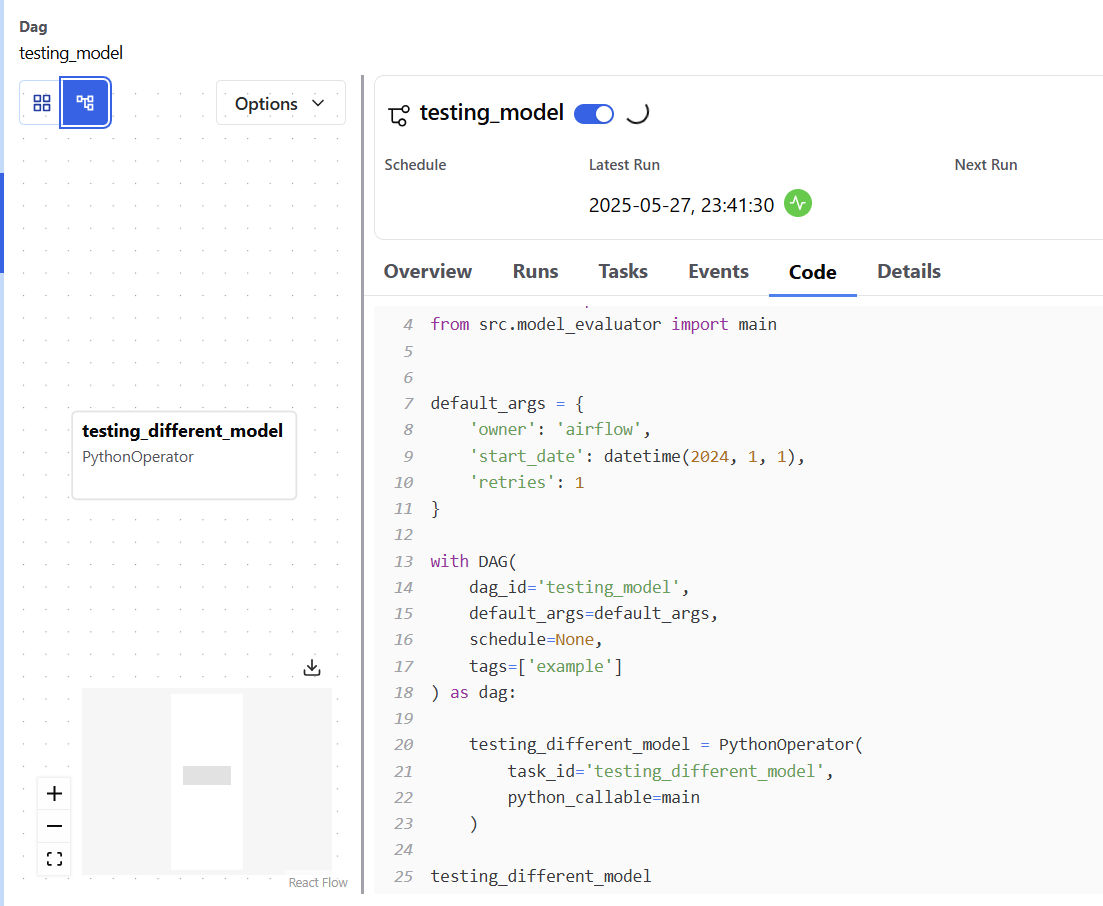 Dag
testing_model
Options
testing_different_model
PythonOperator
React Flow
testing_model
Schedule
Latest Run
Next Run
2025-05-27, 23:41:30
Overview Runs Tasks Events Code Details
4 from src.model_evaluator import main
5
6
7 default_args = {
8     'owner': 'airflow',
9     'start_date': datetime(2024, 1, 1),
10     'retries': 1
11 }
12
13 with DAG(
14     dag_id='testing_model',
15     default_args=default_args,
16     schedule=None,
17     tags=['example']
18 ) as dag:
19
20     testing_different_model = PythonOperator(
21         task_id='testing_different_model',
22         python_callable=main
23     )
24
25 testing_different_model